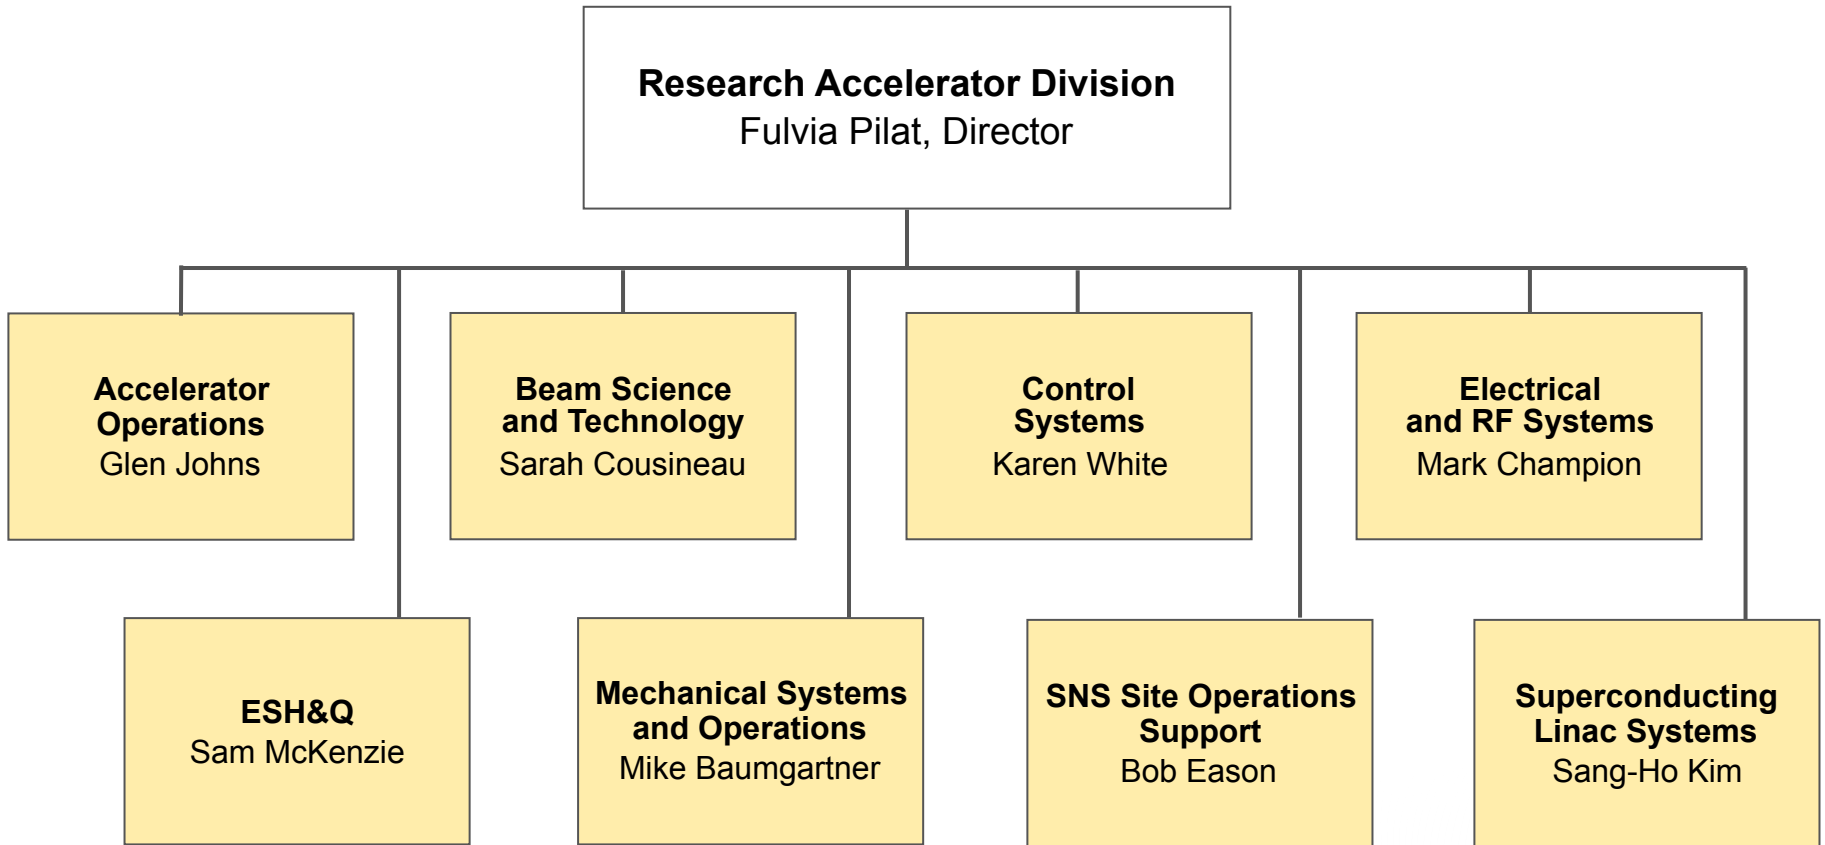 Research Accelerator Division
Fulvia Pilat, Director
Accelerator
Operations
Glen Johns
Beam Science
and Technology
Sarah Cousineau
Control
Systems
Karen White
Electrical
and RF Systems
Mark Champion
ESH&Q
Sam McKenzie
Mechanical Systems
and Operations
Mike Baumgartner
SNS Site Operations
Support
Bob Eason
Superconducting
Linac Systems
Sang-Ho Kim